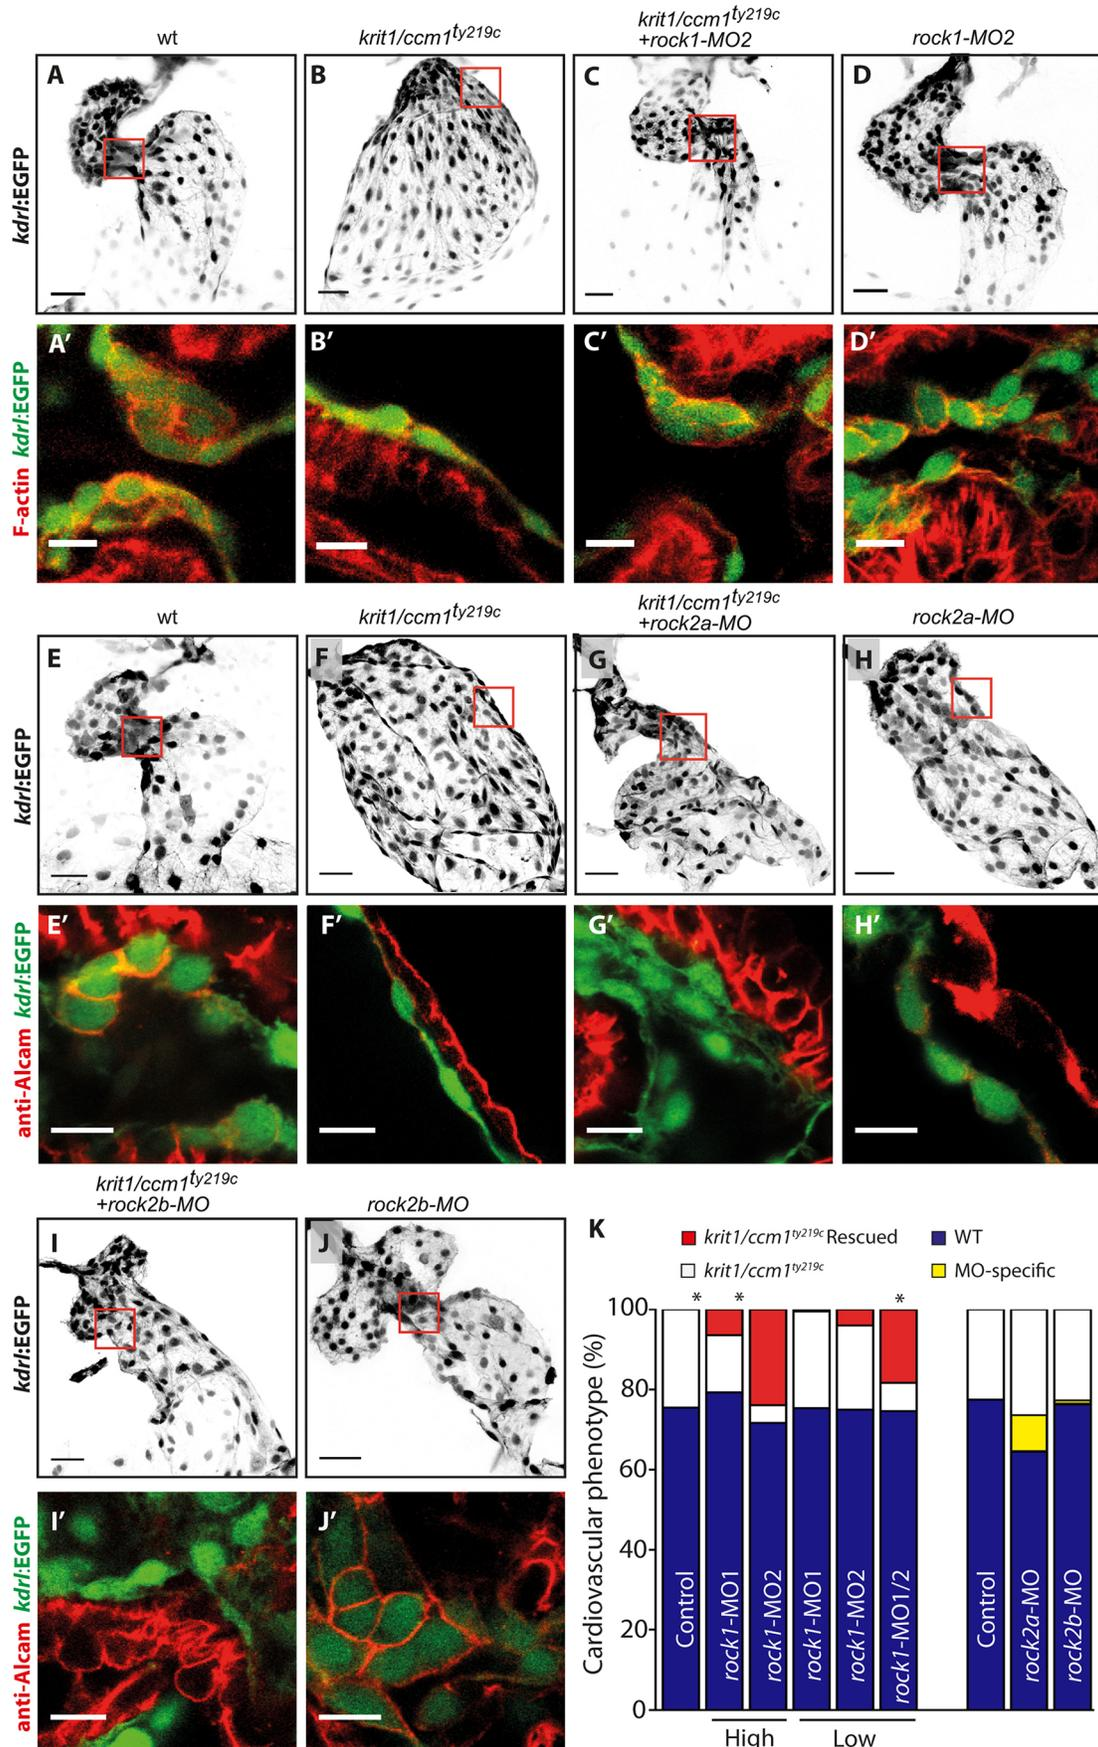 wt
krit1/ccm1ty219c
krit1/ccm1ty219c
+rock1-MO2
rock1-MO2
kdrl:EGFP
A
B
C
D
F-actin kdrl:EGFP
A′
B′
C′
D′
wt
krit1/ccm1ty219c
krit1/ccm1ty219c
+rock2a-MO
rock2a-MO
kdrl:EGFP
E
F
G
H
anti-Alcam kdrl:EGFP
E′
F′
G′
H′
krit1/ccm1ty219c
+rock2b-MO
rock2b-MO
kdrl:EGFP
I
J
anti-Alcam kdrl:EGFP
I′
J′
K
krit1/ccm1ty219c Rescued
WT
krit1/ccm1ty219c
MO-specific
Cardiovascular phenotype (%)
100
80
60
40
20
0
* * *
Control
rock1-MO1
rock1-MO2
rock1-MO1
rock1-MO2
rock1-MO1/2
Control
rock2a-MO
rock2b-MO
High
Low